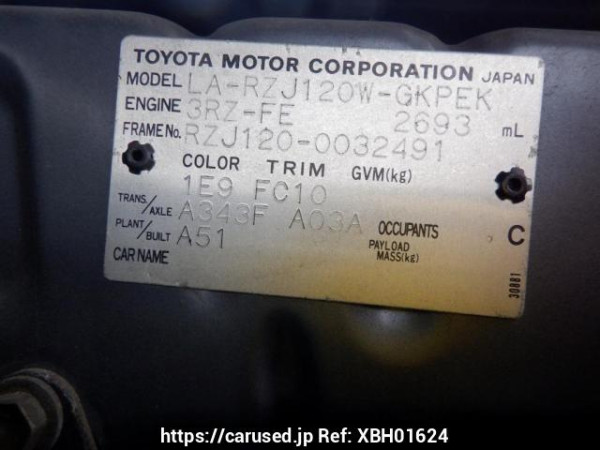 TOYOTA MOTOR CORPORATION JAPAN
MODEL LA-RZJ120W-GKPEK
ENGINE 3RZ-FE 2693 mL
FRAME No. RZJ120-0032491
COLOR TRIM GVM(kg)
1E9 FC10
TRANS./AXLE A343F A03A OCCUPANTS C
PLANT/BUILT A51 PAYLOAD MASS(kg)
CAR NAME
30881
https://carused.jp Ref: XBH01624